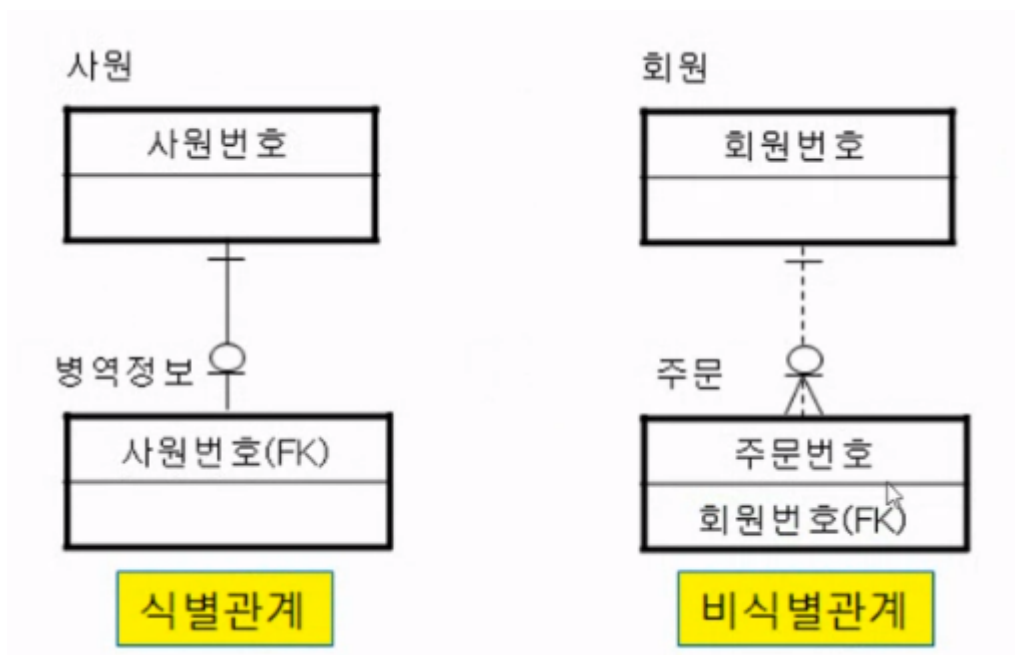 사원
사원번호
병역정보
사원번호(FK)
식별관계
회원
회원번호
주문
주문번호
회원번호(FK)
비식별관계